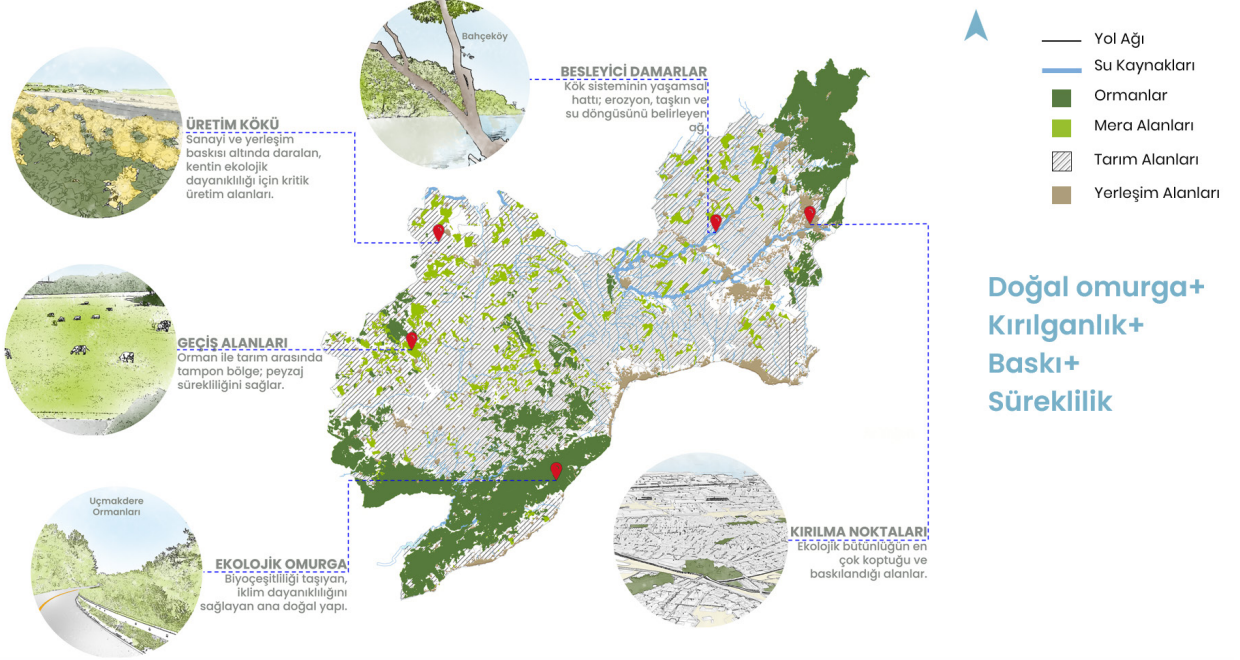 Bahçeköy
BESLEYİCİ DAMARLAR
Kök sisteminin yaşamsal
hattı; erozyon, taşkın ve
su döngüsünü belirleyen
ağ.
ÜRETİM KÖKÜ
Sanayi ve yerleşim
baskısı altında daralan,
kentin ekolojik
dayanıklılığı için kritik
üretim alanları.
GEÇİŞ ALANLARI
Orman ile tarım arasında
tampon bölge; peyzaj
sürekliliğini sağlar.
Uçmakdere
Ormanları
EKOLOJİK OMURGA
Biyoçeşitliliği taşıyan,
iklim dayanıklılığını
sağlayan ana doğal yapı.
KIRILMA NOKTALARI
Ekolojik bütünlüğün en
çok koptuğu ve
baskılandığı alanlar.
Yol Ağı
Su Kaynakları
Ormanlar
Mera Alanları
Tarım Alanları
Yerleşim Alanları
Doğal omurga+
Kırılganlık+
Baskı+
Süreklilik